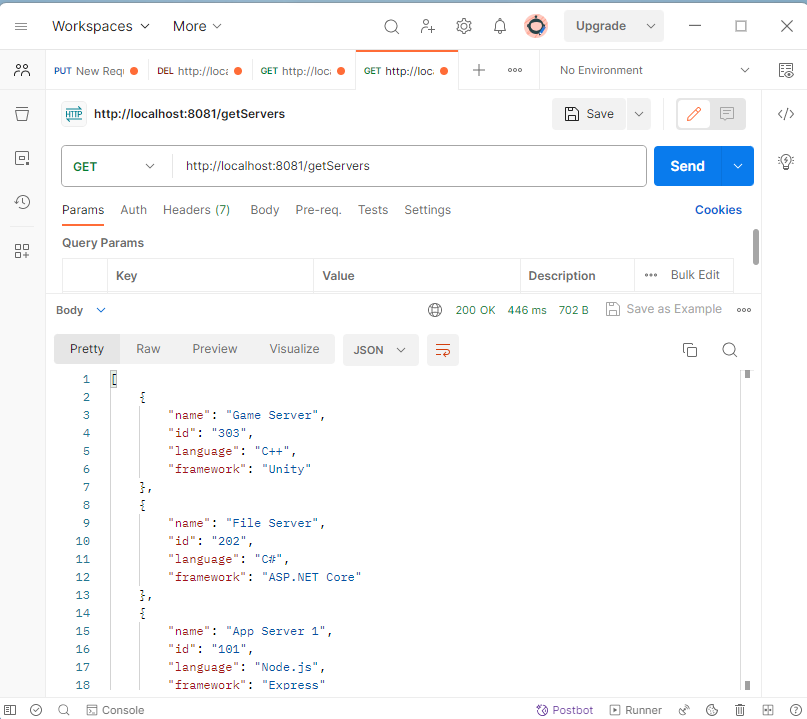 Workspaces More Upgrade
PUT New Requ DEL http://loca GET http://loca GET http://loca No Environment
HTTP http://localhost:8081/getServers Save
GET http://localhost:8081/getServers Send
Params Auth Headers (7) Body Pre-req. Tests Settings Cookies
Query Params
Key Value Description Bulk Edit
Body 200 OK 446 ms 702 B Save as Example
Pretty Raw Preview Visualize JSON
1 [
2 {
3 "name": "Game Server",
4 "id": "303",
5 "language": "C++",
6 "framework": "Unity"
7 },
8 {
9 "name": "File Server",
10 "id": "202",
11 "language": "C#",
12 "framework": "ASP.NET Core"
13 },
14 {
15 "name": "App Server 1",
16 "id": "101",
17 "language": "Node.js",
18 "framework": "Express"
Console Postbot Runner